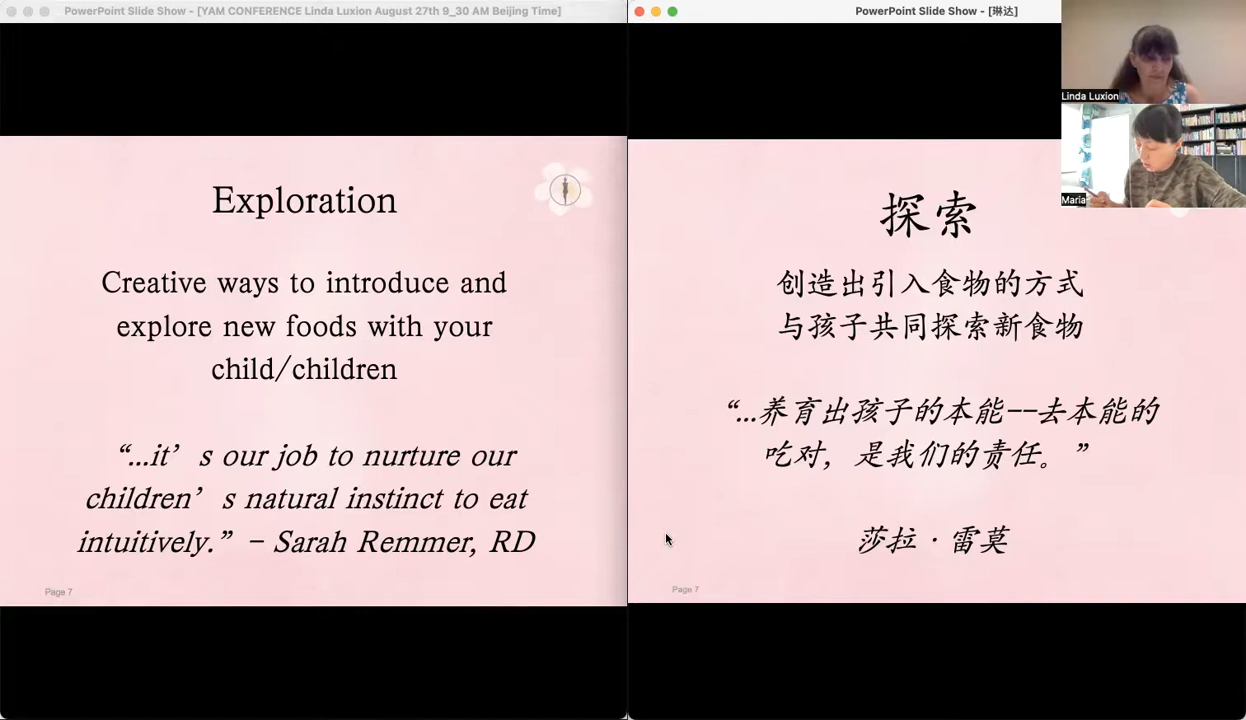 PowerPoint Slide Show - [YAM CONFERENCE Linda Luxion August 27th 9_30 AM Beijing Time]
Exploration
Creative ways to introduce and
explore new foods with your
child/children
“...it’s our job to nurture our
children’s natural instinct to eat
intuitively.” - Sarah Remmer, RD
Page 7
PowerPoint Slide Show - [琳达]
Linda Luxion
Maria
探索
创造出引入食物的方式
与孩子共同探索新食物
“...养育出孩子的本能--去本能的
吃对，是我们的责任。”
莎拉·雷莫
Page 7